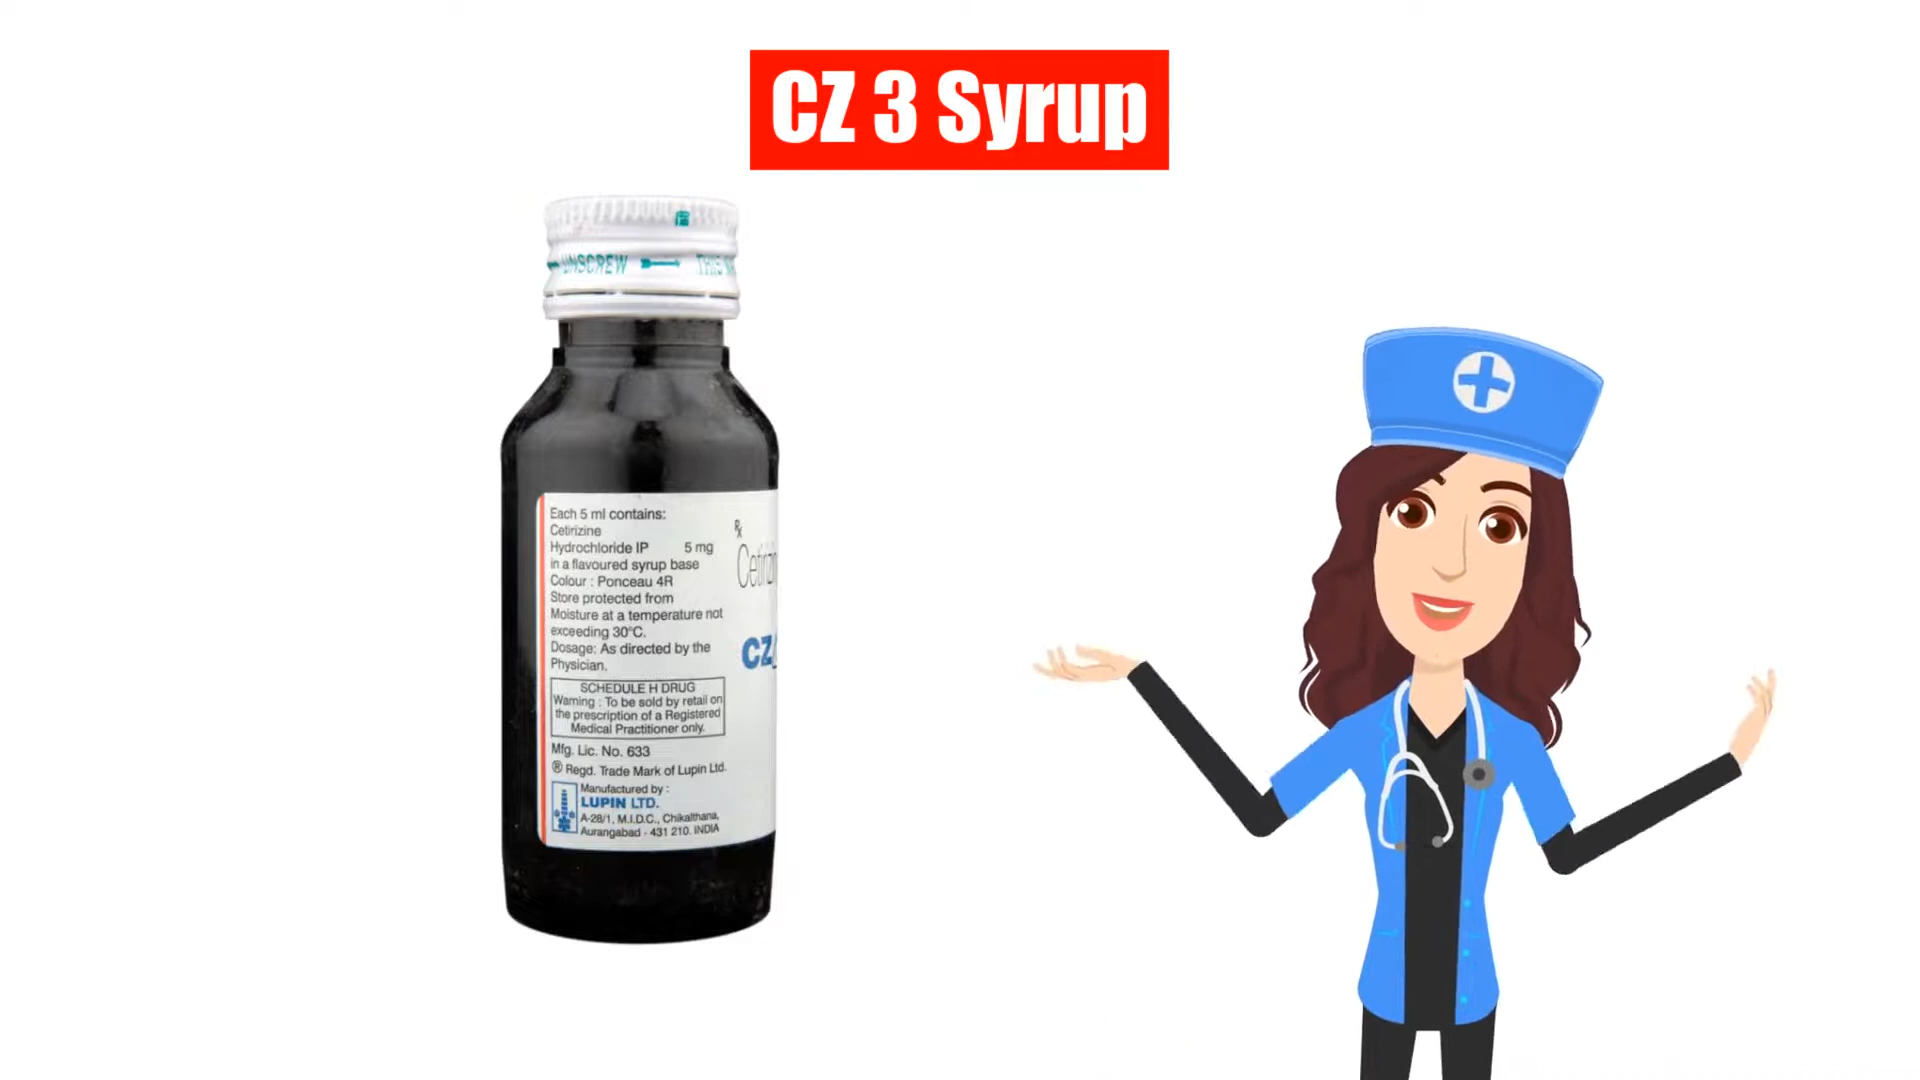 CZ 3 Syrup
UNSCREW
Each 5 ml contains:
Cetirizine
Hydrochloride IP 5 mg
in a flavoured syrup base
Colour : Ponceau 4R
Store protected from
Moisture at a temperature not
exceeding 30°C.
Dosage: As directed by the
Physician.
SCHEDULE H DRUG
Warning : To be sold by retail on
the prescription of a Registered
Medical Practitioner only.
Mfg. Lic. No. 633
® Regd. Trade Mark of Lupin Ltd.
Manufactured by :
LUPIN LTD.
A-28/1, M.I.D.C., Chikalthana,
Aurangabad - 431 210. INDIA
Rx
CZ